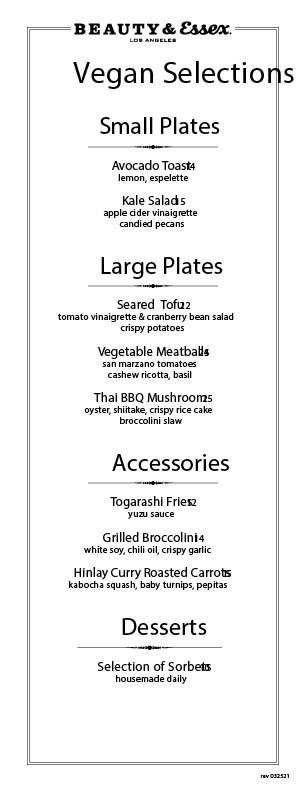 BEAUTY & Essex.
LOS ANGELES
Vegan Selections
Small Plates
Avocado Toast 14
lemon, espelette
Kale Salad 15
apple cider vinaigrette
candied pecans
Large Plates
Seared Tofu 22
tomato vinaigrette & cranberry bean salad
crispy potatoes
Vegetable Meatballs
san marzano tomatoes
cashew ricotta, basil
Thai BBQ Mushroom 25
oyster, shiitake, crispy rice cake
broccolini slaw
Accessories
Togarashi Fries 12
yuzu sauce
Grilled Broccolini 14
white soy, chili oil, crispy garlic
Hinlay Curry Roasted Carrots
kabocha squash, baby turnips, pepitas
Desserts
Selection of Sorbets
housemade daily
rev 032521